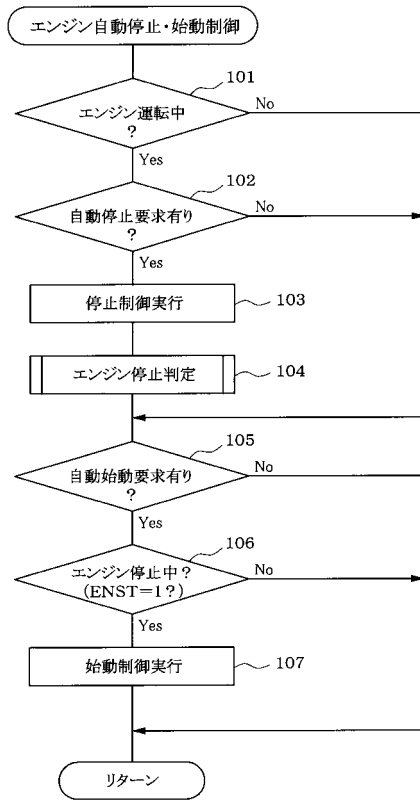 エンジン自動停止・始動制御
101
エンジン運転中
?
No
Yes
102
自動停止要求有り
?
No
Yes
停止制御実行
103
エンジン停止判定
104
105
自動始動要求有り
?
No
Yes
106
エンジン停止中?
(ENST=1?)
No
Yes
始動制御実行
107
リターン